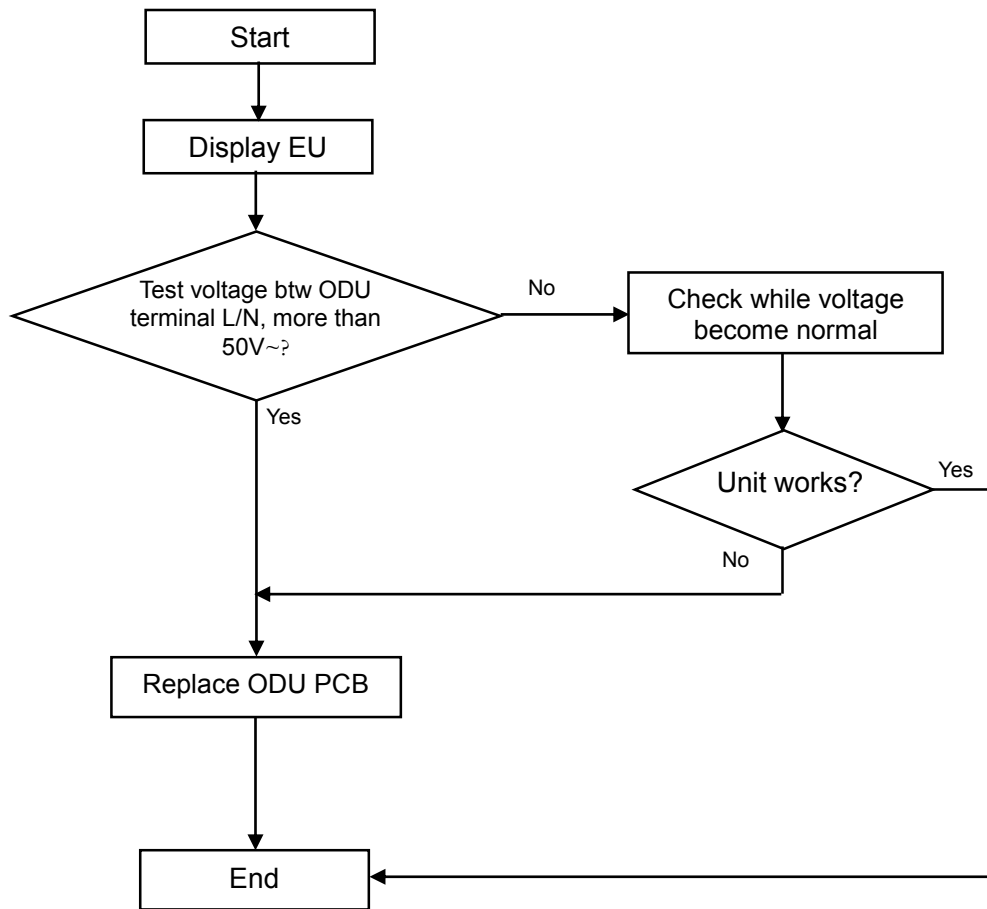 Start
Display EU
Test voltage btw ODU
terminal L/N, more than
50V~?
No
Check while voltage
become normal
Yes
Unit works?
Yes
No
Replace ODU PCB
End